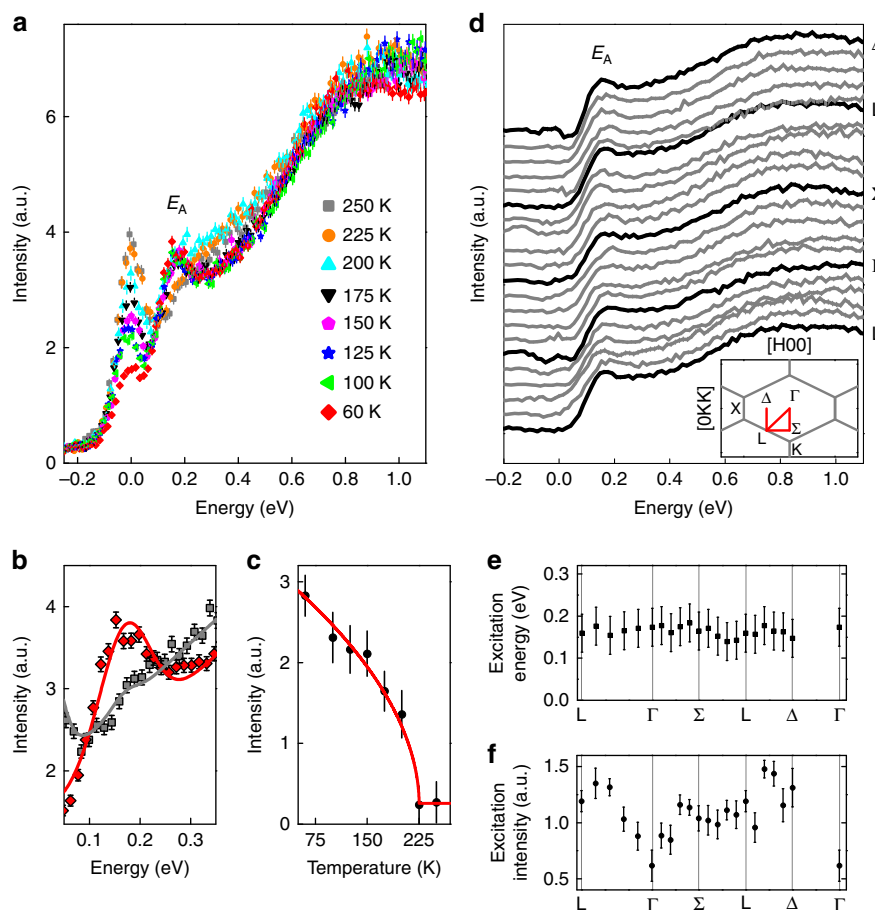 a
Intensity (a.u.)
6
4
2
0
E_A
250 K
225 K
200 K
175 K
150 K
125 K
100 K
60 K
−0.2 0.0 0.2 0.4 0.6 0.8 1.0
Energy (eV)
d
Intensity (a.u.)
E_A
Σ
[H00]
[0KK]
Δ Γ
X
Σ
L
K
−0.2 0.0 0.2 0.4 0.6 0.8 1.0
Energy (eV)
b
Intensity (a.u.)
4
3
2
0.1 0.2 0.3
Energy (eV)
c
Intensity (a.u.)
3
2
1
0
75 150 225
Temperature (K)
e
Excitation
energy (eV)
0.3
0.2
0.1
0.0
L Γ Σ L Δ Γ
f
Excitation
intensity (a.u.)
1.5
1.0
0.5
L Γ Σ L Δ Γ